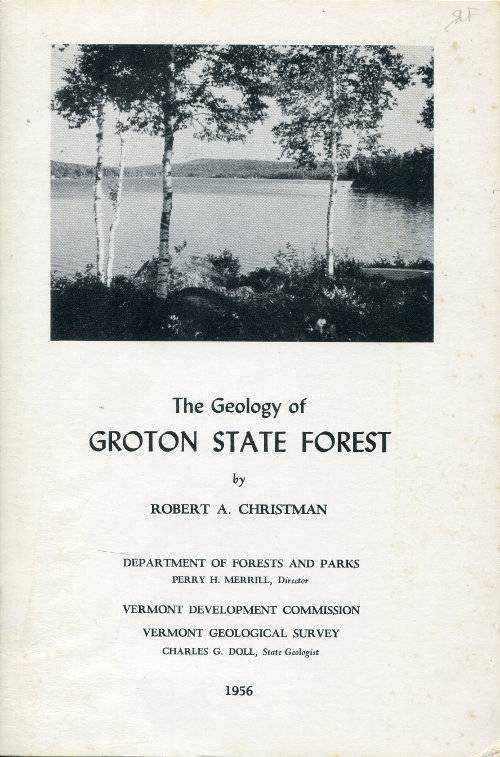 The Geology of
GROTON STATE FOREST
by
ROBERT A. CHRISTMAN
DEPARTMENT OF FORESTS AND PARKS
PERRY H. MERRILL, Director
VERMONT DEVELOPMENT COMMISSION
VERMONT GEOLOGICAL SURVEY
CHARLES G. DOLL, State Geologist
1956